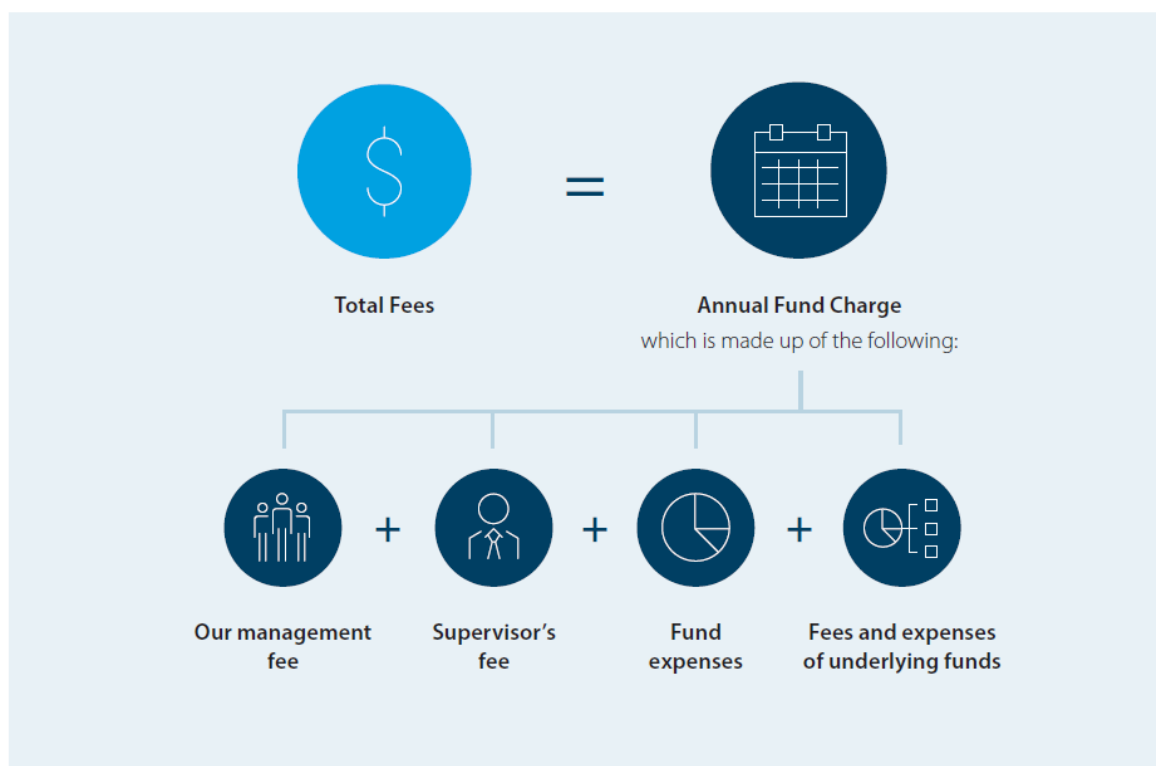 $
=
Total Fees
Annual Fund Charge
which is made up of the following:
+
+
+
Our management
fee
Supervisor's
fee
Fund
expenses
Fees and expenses
of underlying funds